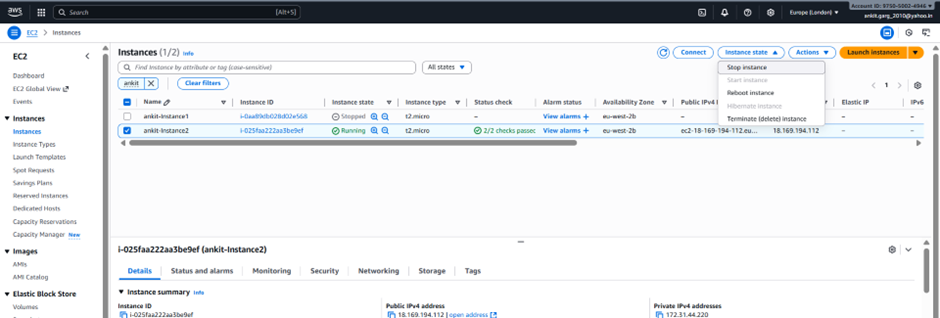 aws Search [Alt+S] Europe (London) Account ID: 9750-5002-4946 ankit.garg_2010@yahoo.in
EC2 > Instances
EC2
Dashboard
EC2 Global View
Events
Instances
Instances
Instance Types
Launch Templates
Spot Requests
Savings Plans
Reserved Instances
Dedicated Hosts
Capacity Reservations
Capacity Manager New
Images
AMIs
AMI Catalog
Elastic Block Store
Volumes
Instances (1/2) Info Connect Instance state Actions Launch instances
Find Instance by attribute or tag (case-sensitive) All states
ankit Clear filters 1
Stop instance
Start instance
Reboot instance
Hibernate instance
Terminate (delete) instance
Name Instance ID Instance state Instance type Status check Alarm status Availability Zone Public IPv4 Elastic IP IPv6
ankit-Instance1 i-0aa89db028d02e568 Stopped t2.micro – View alarms + eu-west-2b – – –
ankit-Instance2 i-025faa222aa3be9ef Running t2.micro 2/2 checks passed View alarms + eu-west-2b ec2-18-169-194-112.eu... 18.169.194.112 –
i-025faa222aa3be9ef (ankit-Instance2)
Details Status and alarms Monitoring Security Networking Storage Tags
Instance summary Info
Instance ID Public IPv4 address Private IPv4 addresses
i-025faa222aa3be9ef 18.169.194.112 | open address 172.31.44.220